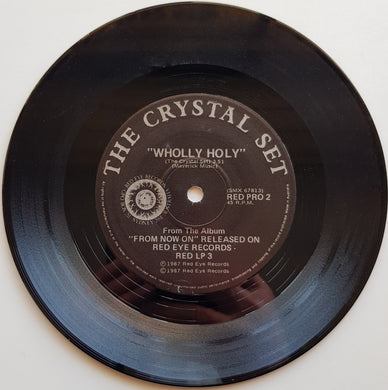 THE CRYSTAL SET
"WHOLLY HOLY"
(The Crystal Set) 3.51
(Maverick Music)
(SMX 67813)
RED PRO 2
45 R.P.M.
From The Album
"FROM NOW ON" RELEASED ON
RED EYE RECORDS
RED LP 3
℗1987 Red Eye Records
©1987 Red Eye Records